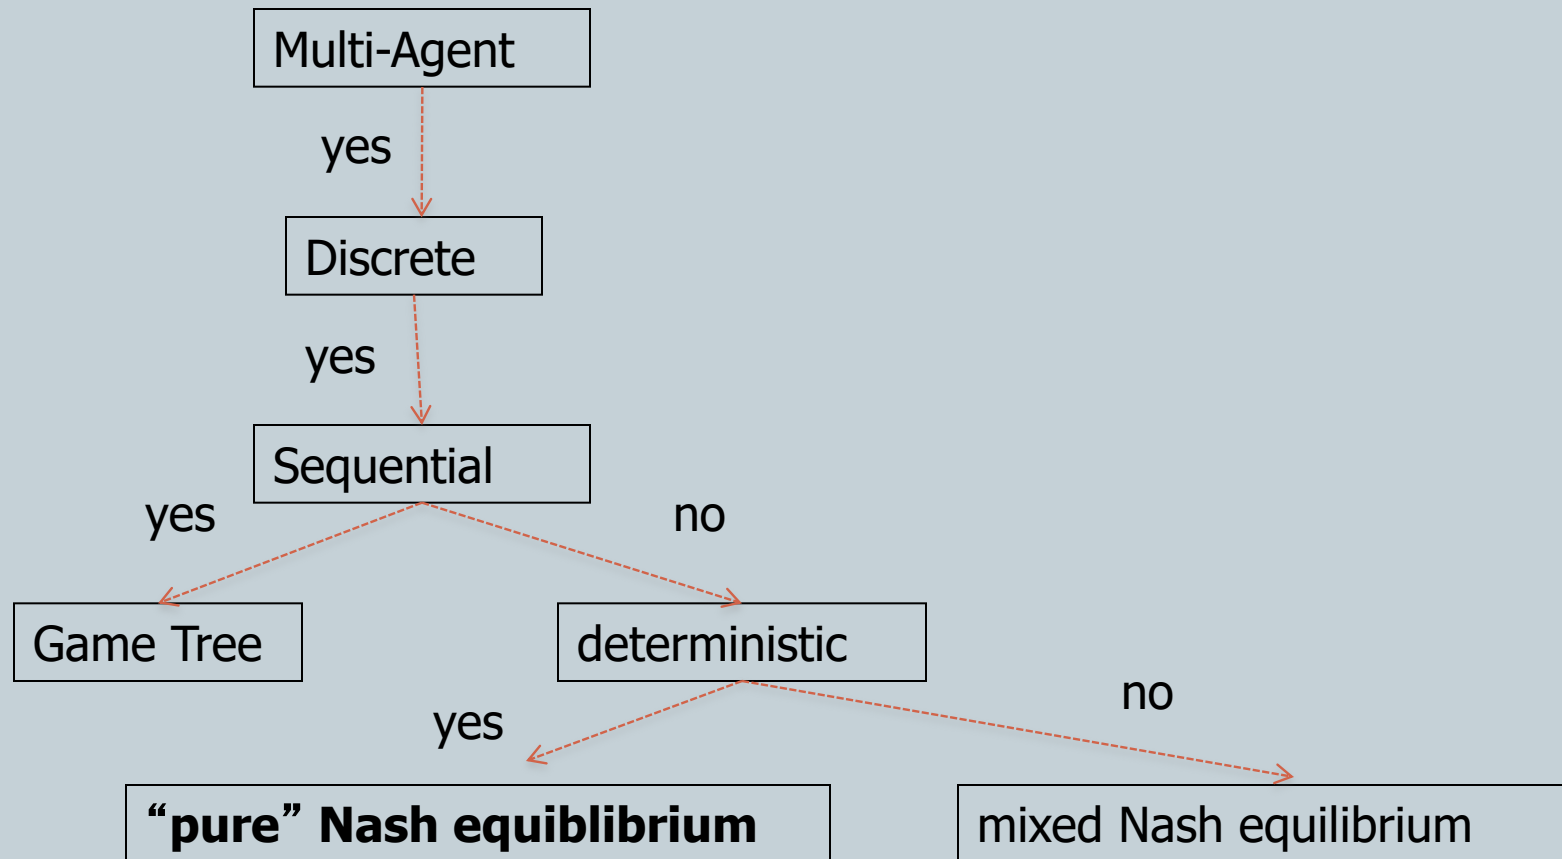 Multi-Agent
yes
Discrete
yes
Sequential
yes
no
Game Tree
deterministic
yes
no
“pure” Nash equiblibrium
mixed Nash equilibrium